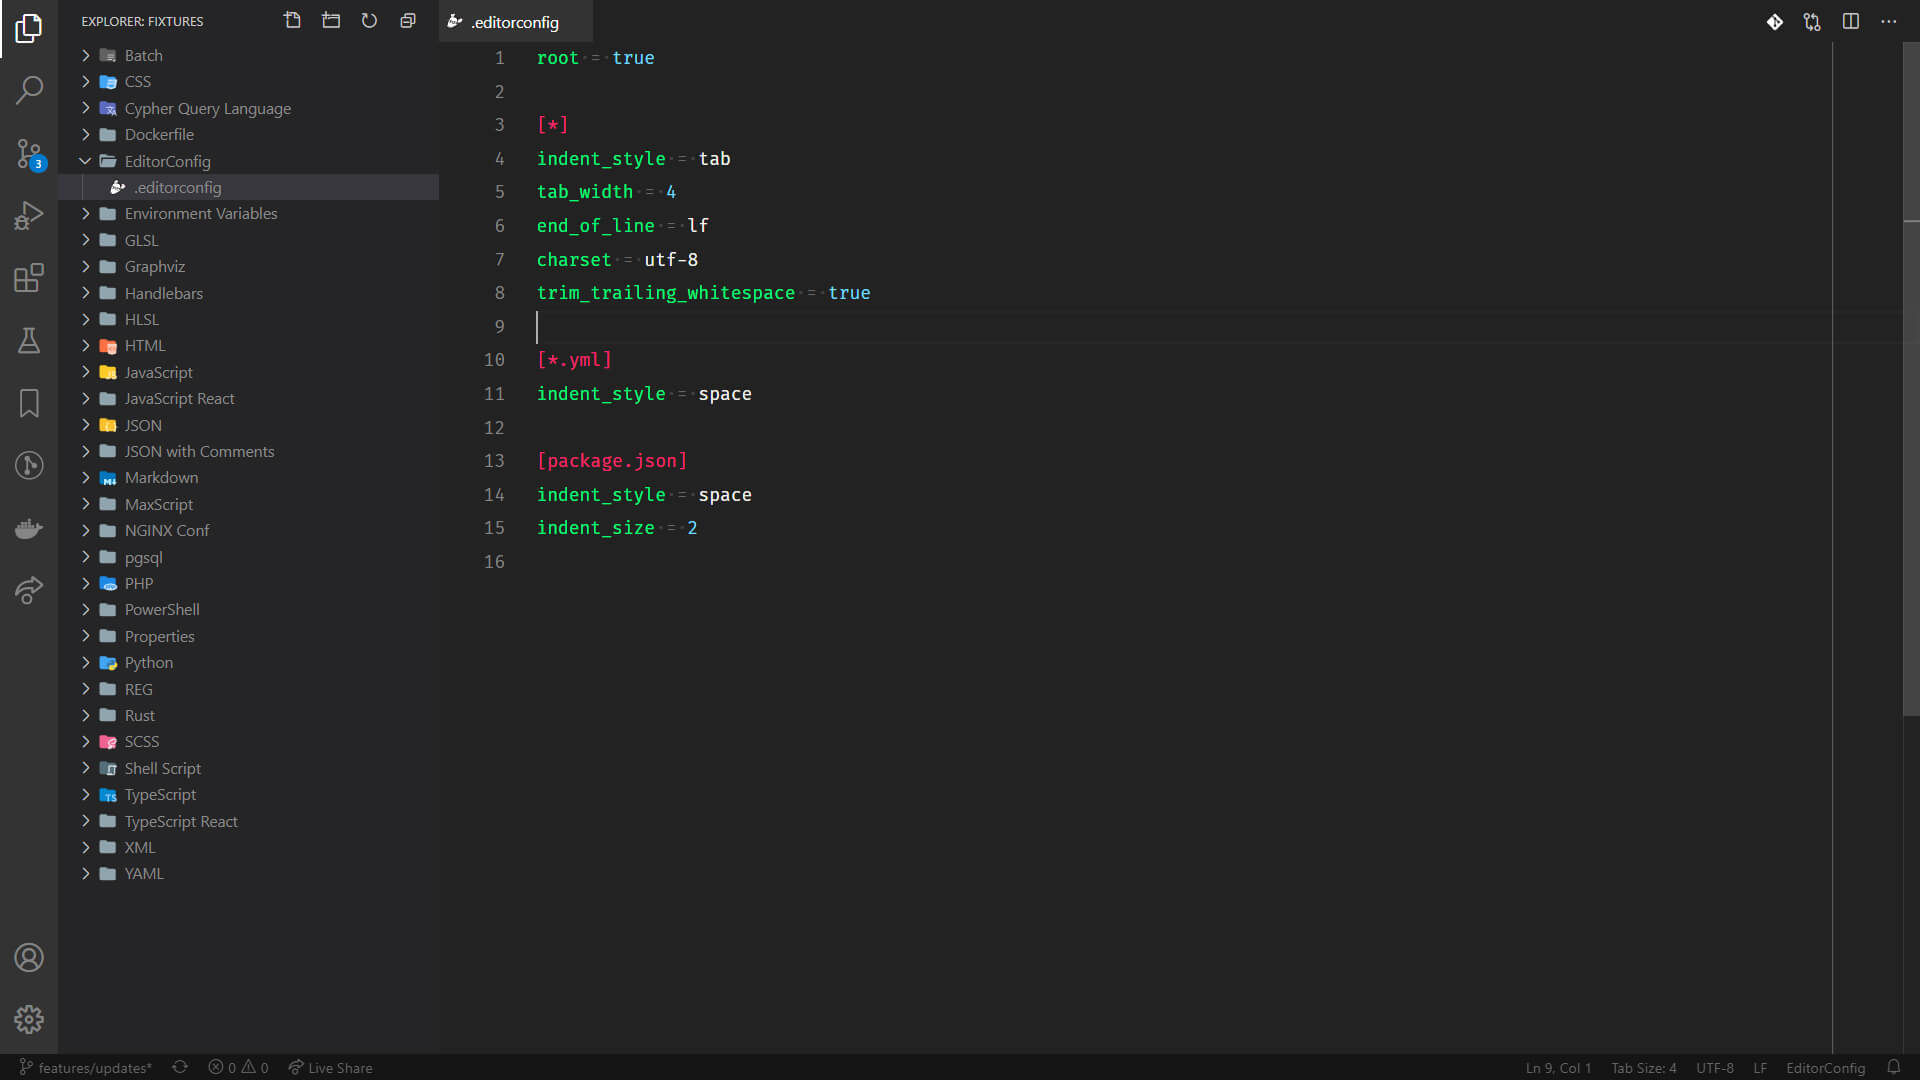 EXPLORER: FIXTURES
Batch
CSS
Cypher Query Language
Dockerfile
EditorConfig
.editorconfig
Environment Variables
GLSL
Graphviz
Handlebars
HLSL
HTML
JavaScript
JavaScript React
JSON
JSON with Comments
Markdown
MaxScript
NGINX Conf
pgsql
PHP
PowerShell
Properties
Python
REG
Rust
SCSS
Shell Script
TypeScript
TypeScript React
XML
YAML
3
.editorconfig
1 root = true
2
3 [*]
4 indent_style = tab
5 tab_width = 4
6 end_of_line = lf
7 charset = utf-8
8 trim_trailing_whitespace = true
9
10 [*.yml]
11 indent_style = space
12
13 [package.json]
14 indent_style = space
15 indent_size = 2
16
features/updates* 0 0 Live Share Ln 9, Col 1 Tab Size: 4 UTF-8 LF EditorConfig